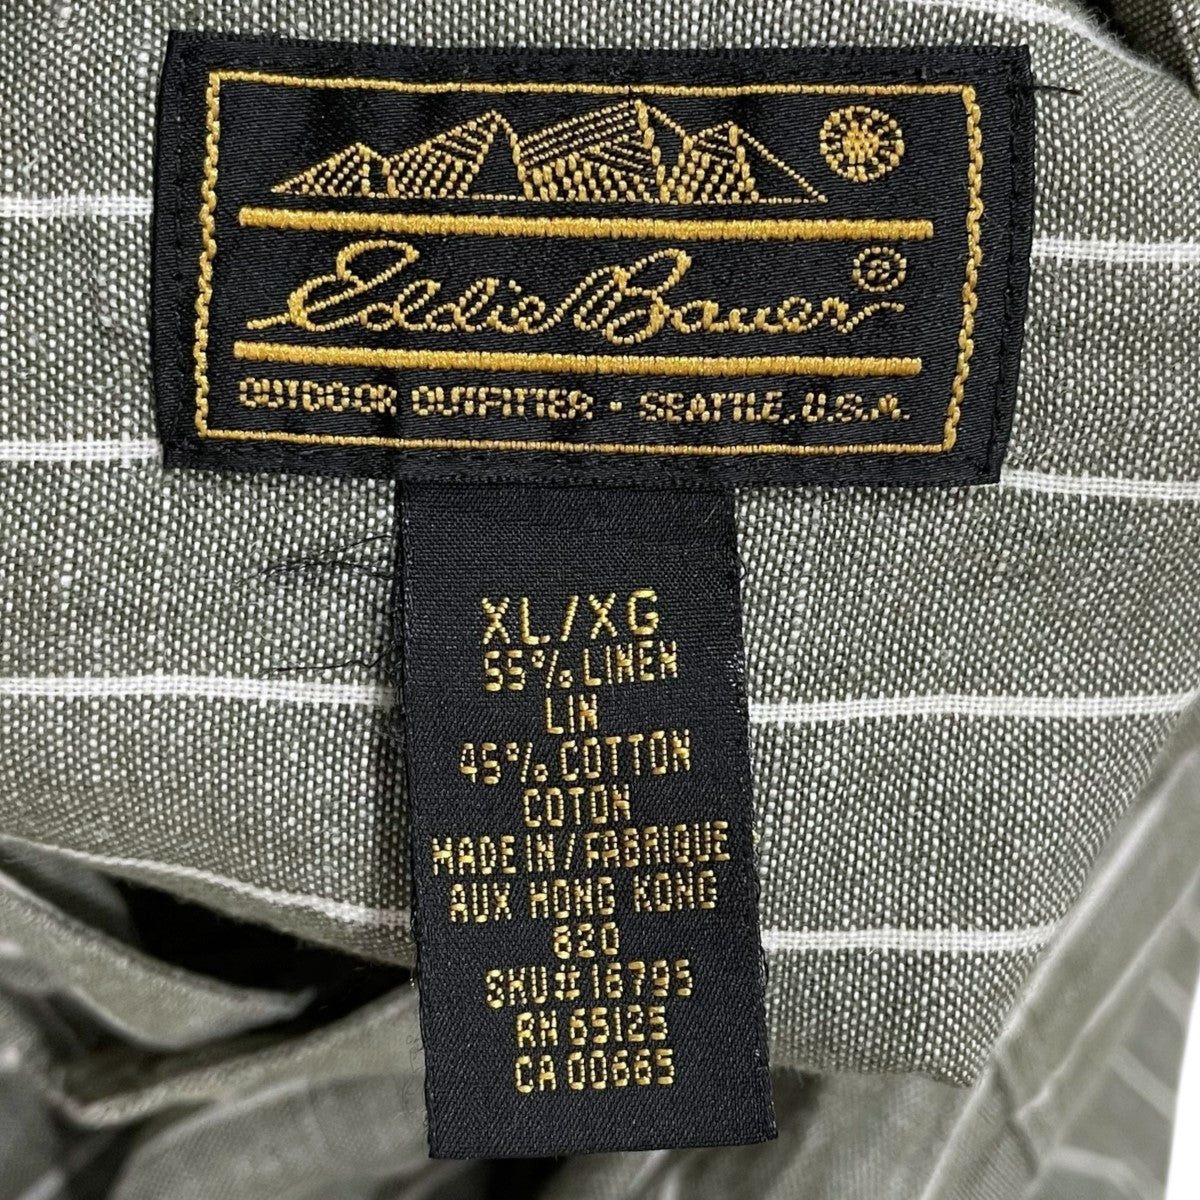 Eddie Bauer ®
OUTDOOR OUTFITTER · SEATTLE, U.S.A.
XL/XG
55% LINEN
LIN
45% COTTON
COTON
MADE IN/FABRIQUE
AUX HONG KONG
620
SKU# 16795
RN 65125
CA 00665